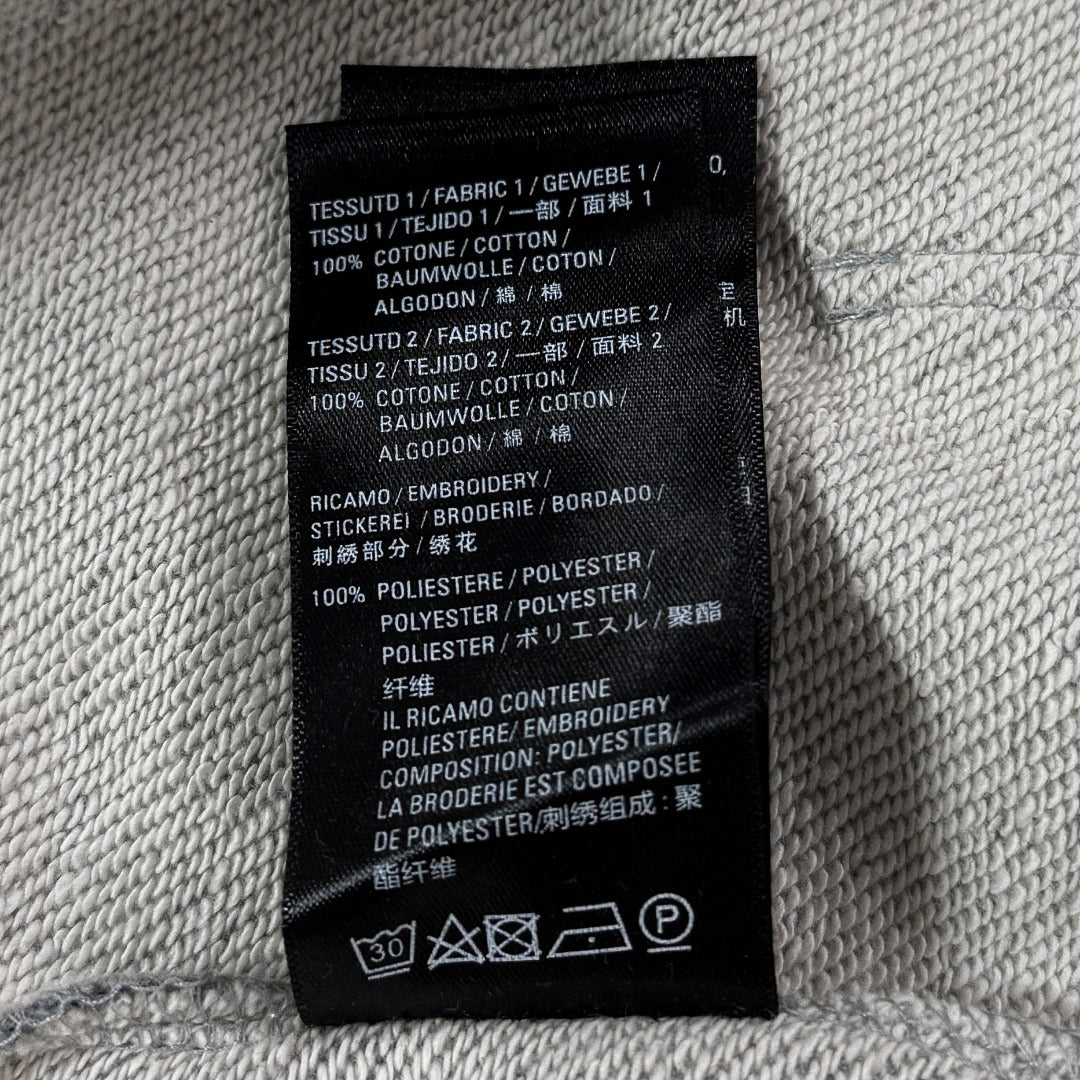 TESSUTD 1 / FABRIC 1 / GEWEBE 1 /
TISSU 1 / TEJIDO 1 / 一部 / 面料 1
100% COTONE / COTTON /
BAUMWOLLE / COTON /
ALGODON / 綿 / 棉
TESSUTD 2 / FABRIC 2 / GEWEBE 2 /
TISSU 2 / TEJIDO 2 / 一部 / 面料 2
100% COTONE / COTTON /
BAUMWOLLE / COTON /
ALGODON / 綿 / 棉
RICAMO / EMBROIDERY /
STICKEREI / BRODERIE / BORDADO /
刺綉部分 / 绣花
100% POLIESTERE / POLYESTER /
POLYESTER / POLYESTER /
POLIESTER / ポリエスル / 聚酯
纤维
IL RICAMO CONTIENE
POLIESTERE/ EMBROIDERY
COMPOSITION: POLYESTER/
LA BRODERIE EST COMPOSEE
DE POLYESTER/刺绣组成：聚
酯纤维
30 P
0,
机